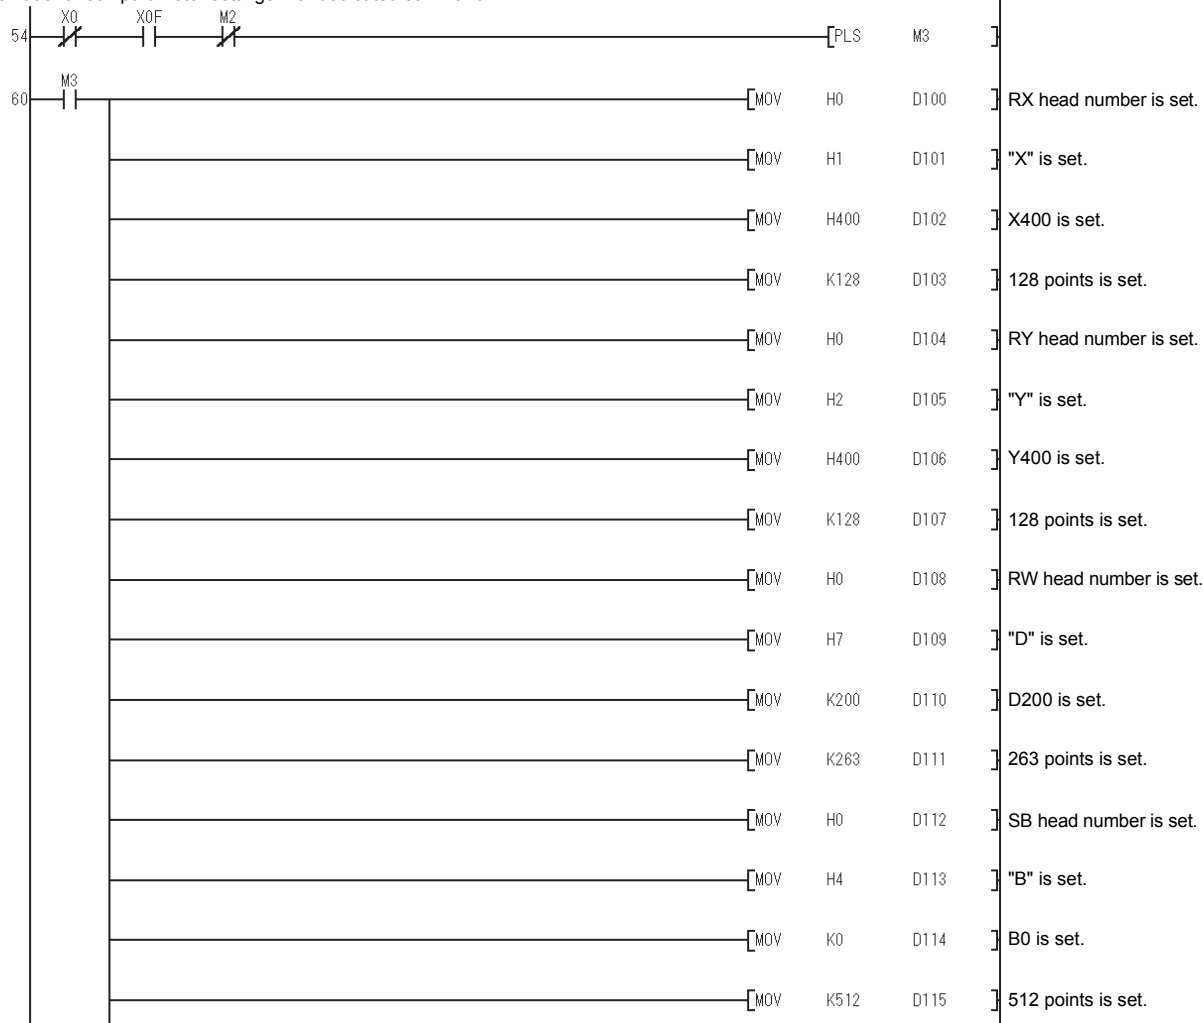 X0 X0F M2
54 [PLS M3 ]
M3
60 [MOV H0 D100 ] RX head number is set.
[MOV H1 D101 ] "X" is set.
[MOV H400 D102 ] X400 is set.
[MOV K128 D103 ] 128 points is set.
[MOV H0 D104 ] RY head number is set.
[MOV H2 D105 ] "Y" is set.
[MOV H400 D106 ] Y400 is set.
[MOV K128 D107 ] 128 points is set.
[MOV H0 D108 ] RW head number is set.
[MOV H7 D109 ] "D" is set.
[MOV K200 D110 ] D200 is set.
[MOV K263 D111 ] 263 points is set.
[MOV H0 D112 ] SB head number is set.
[MOV H4 D113 ] "B" is set.
[MOV K0 D114 ] B0 is set.
[MOV K512 D115 ] 512 points is set.